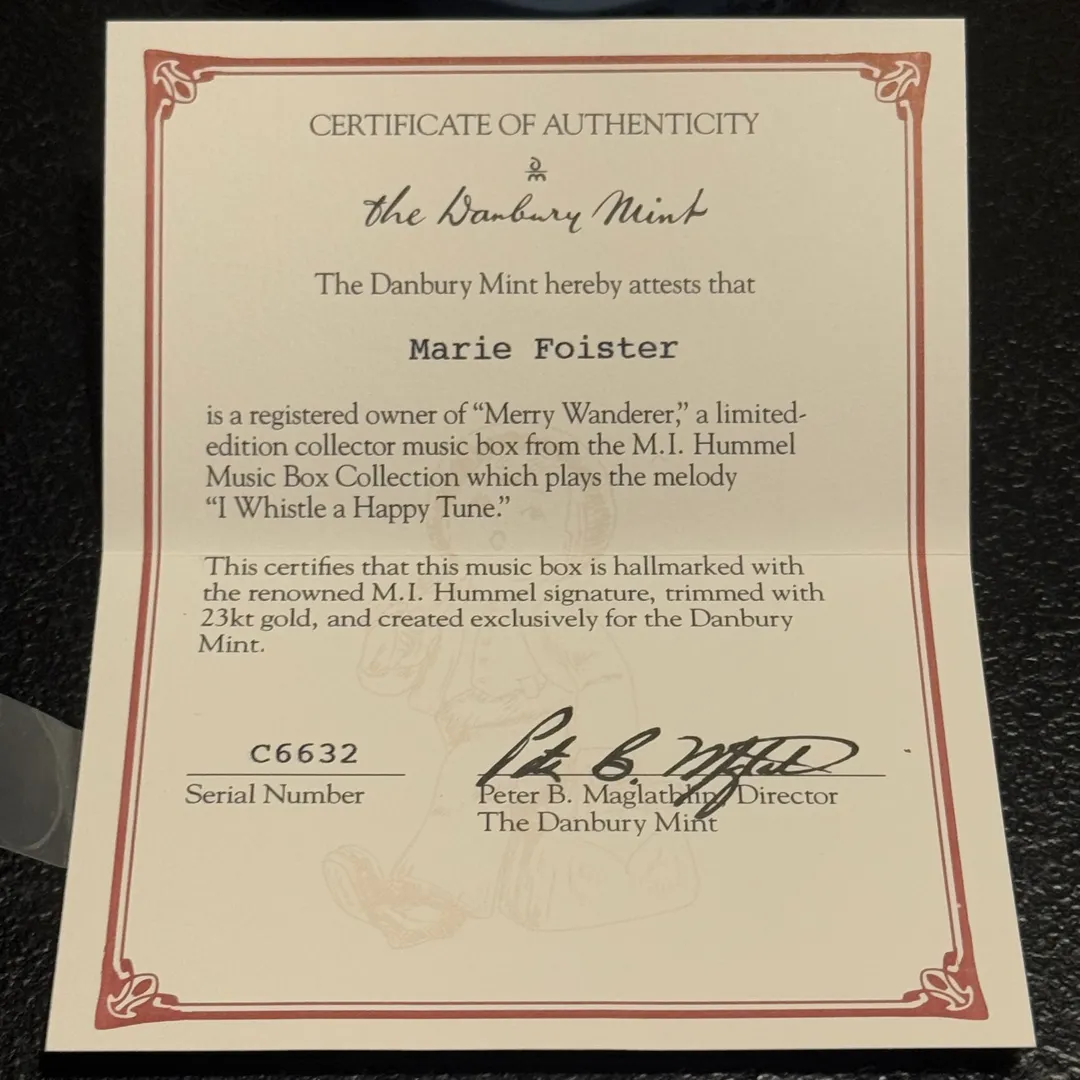 CERTIFICATE OF AUTHENTICITY
the Danbury Mint
The Danbury Mint hereby attests that
Marie Foister
is a registered owner of “Merry Wanderer,” a limited-
edition collector music box from the M.I. Hummel
Music Box Collection which plays the melody
“I Whistle a Happy Tune.”
This certifies that this music box is hallmarked with
the renowned M.I. Hummel signature, trimmed with
23kt gold, and created exclusively for the Danbury
Mint.
C6632
Serial Number
Peter B. Maglathlin, Director
The Danbury Mint